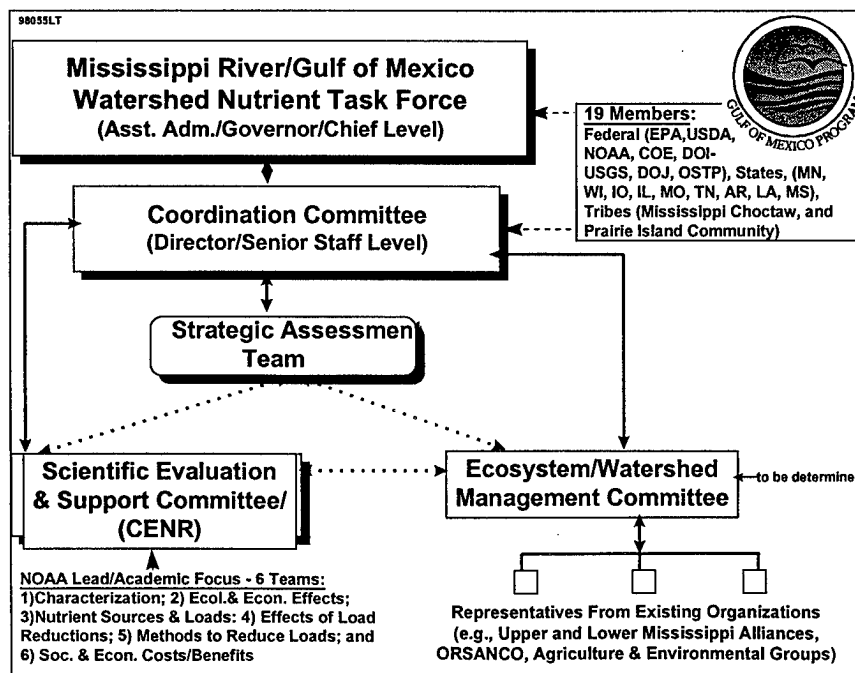 98055LT
Mississippi River/Gulf of Mexico
Watershed Nutrient Task Force
(Asst. Adm./Governor/Chief Level)
GULF OF MEXICO PROGRAM
19 Members:
Federal (EPA,USDA,
NOAA, COE, DOI-
USGS, DOJ, OSTP), States, (MN,
WI, IO, IL, MO, TN, AR, LA, MS),
Tribes (Mississippi Choctaw, and
Prairie Island Community)
Coordination Committee
(Director/Senior Staff Level)
Strategic Assessmen
Team
Scientific Evaluation
& Support Committee/
(CENR)
Ecosystem/Watershed
Management Committee
to be determine
NOAA Lead/Academic Focus - 6 Teams:
1)Characterization; 2) Ecol.& Econ. Effects;
3)Nutrient Sources & Loads: 4) Effects of Load
Reductions; 5) Methods to Reduce Loads; and
6) Soc. & Econ. Costs/Benefits
Representatives From Existing Organizations
(e.g., Upper and Lower Mississippi Alliances,
ORSANCO, Agriculture & Environmental Groups)